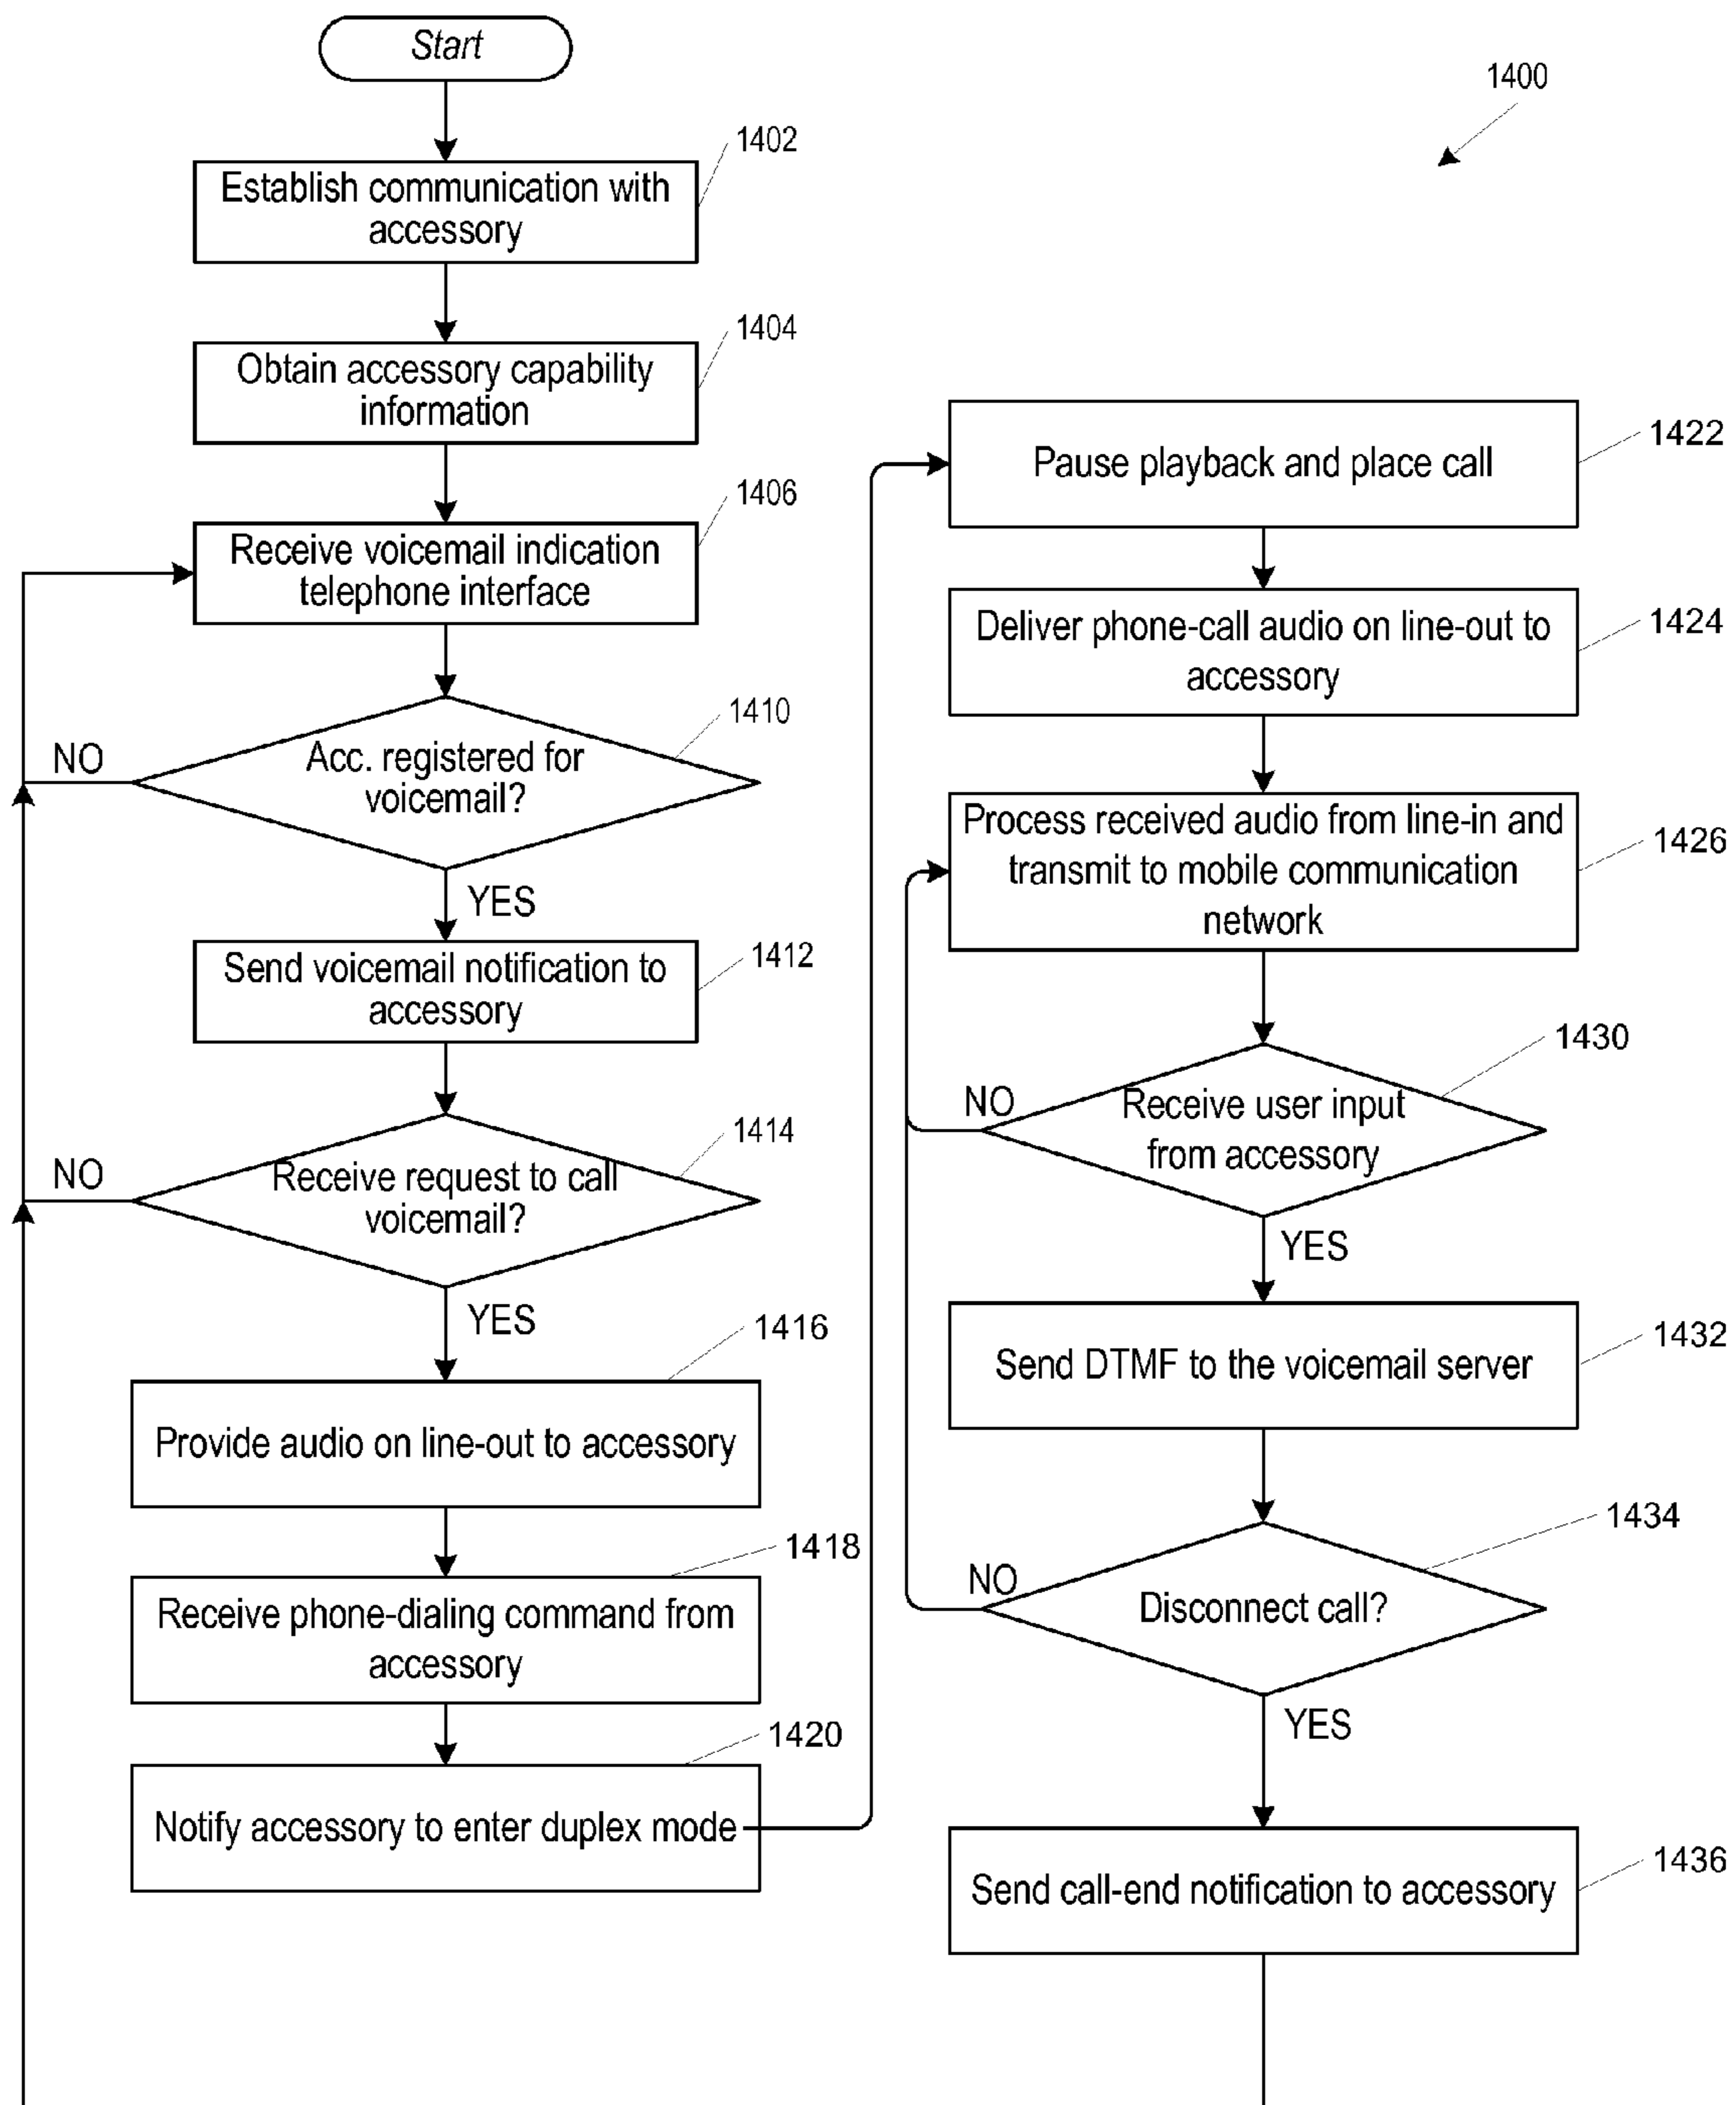 Start
1400
1402
Establish communication with
accessory
1404
Obtain accessory capability
information
1406
Receive voicemail indication
telephone interface
1410
NO
Acc. registered for
voicemail?
YES
1412
Send voicemail notification to
accessory
1414
NO
Receive request to call
voicemail?
YES
1416
Provide audio on line-out to accessory
1418
Receive phone-dialing command from
accessory
1420
Notify accessory to enter duplex mode
1422
Pause playback and place call
1424
Deliver phone-call audio on line-out to
accessory
1426
Process received audio from line-in and
transmit to mobile communication
network
1430
NO
Receive user input
from accessory
YES
1432
Send DTMF to the voicemail server
1434
NO
Disconnect call?
YES
1436
Send call-end notification to accessory